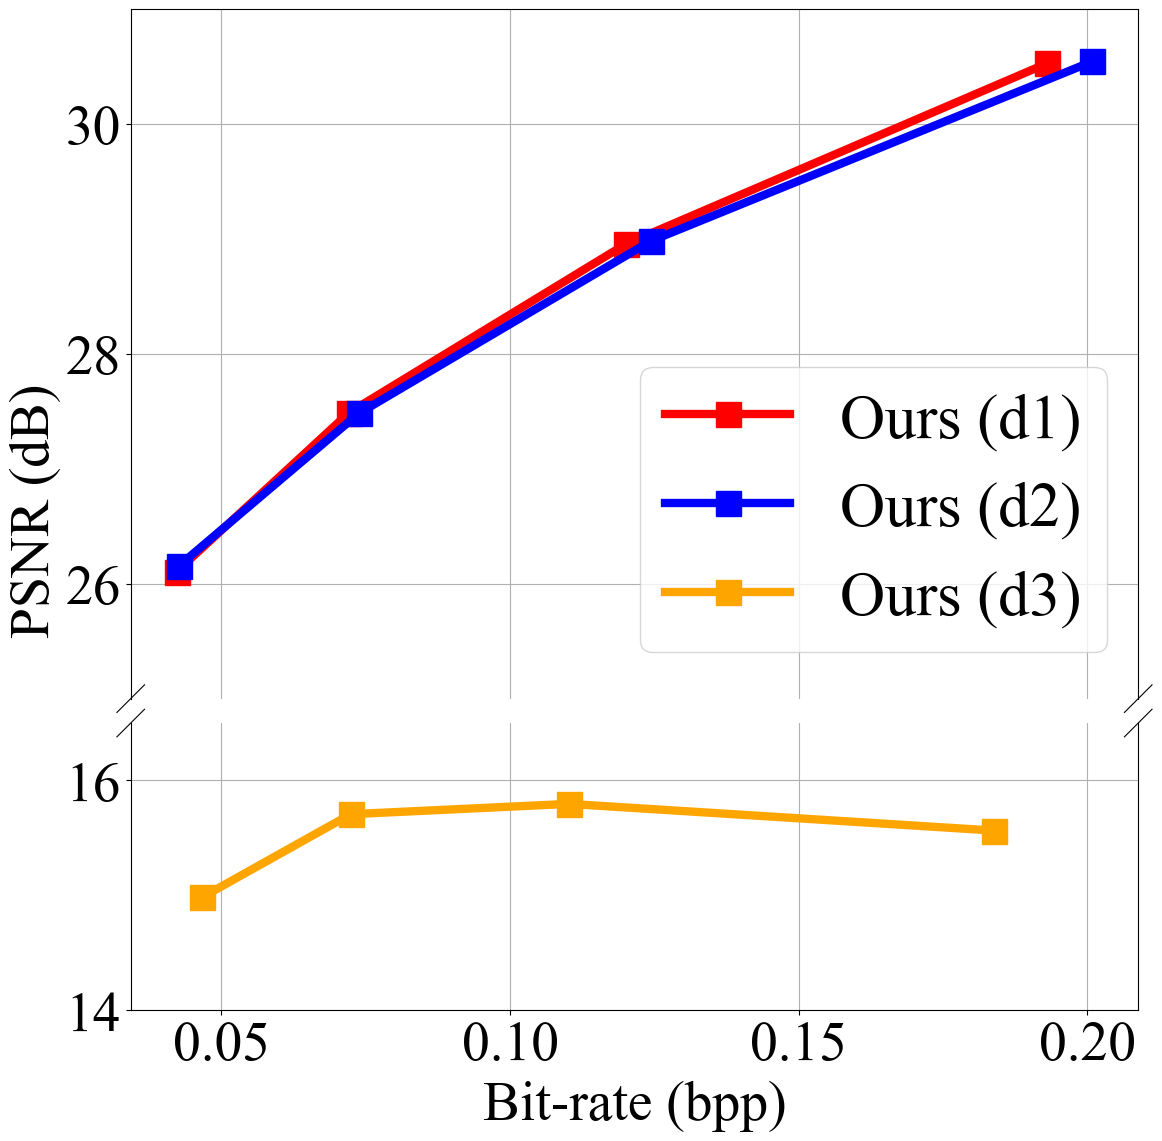 30
28
26
16
14
PSNR (dB)
Ours (d1)
Ours (d2)
Ours (d3)
0.05 0.10 0.15 0.20
Bit-rate (bpp)